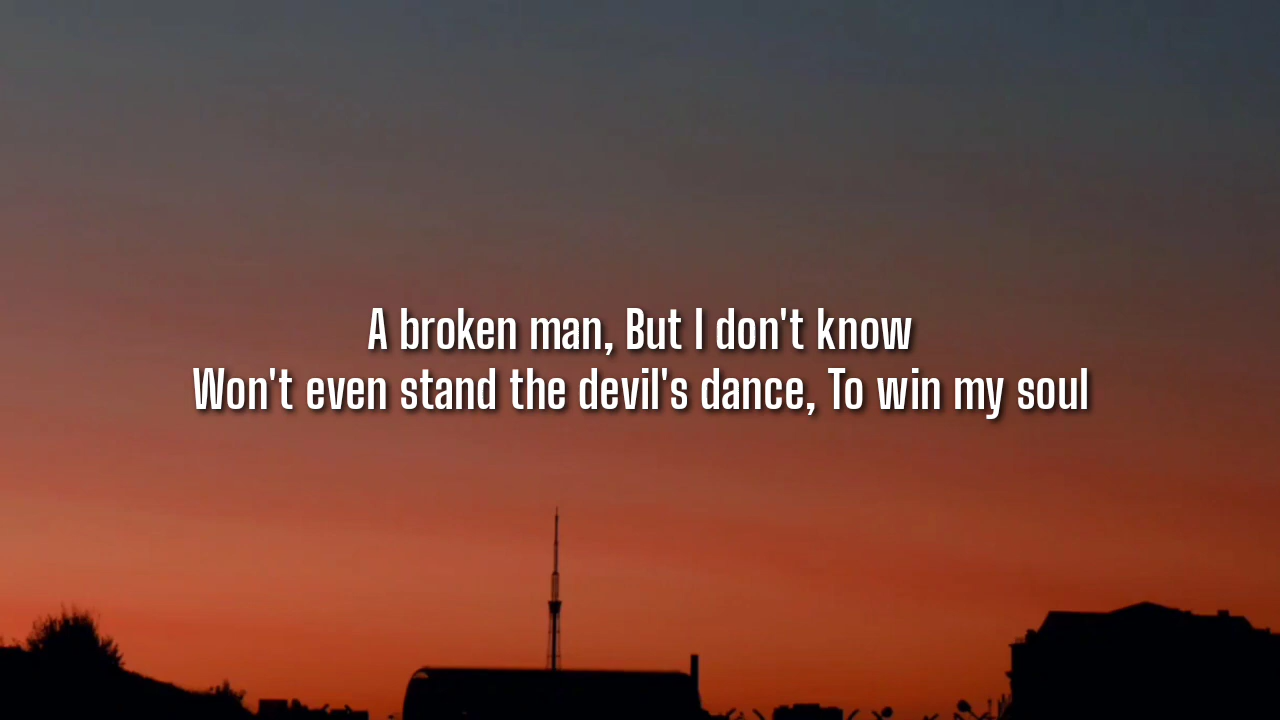 A broken man, But I don't know
Won't even stand the devil's dance, To win my soul